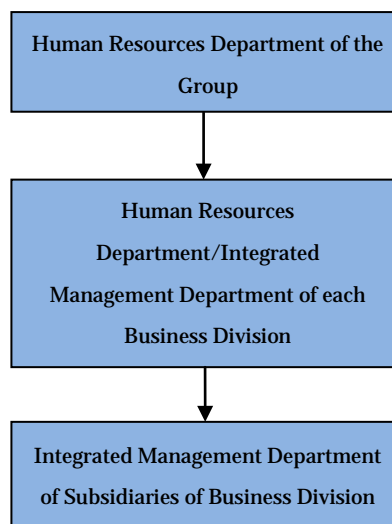 Human Resources Department of the
Group
Human Resources
Department/Integrated
Management Department of each
Business Division
Integrated Management Department
of Subsidiaries of Business Division